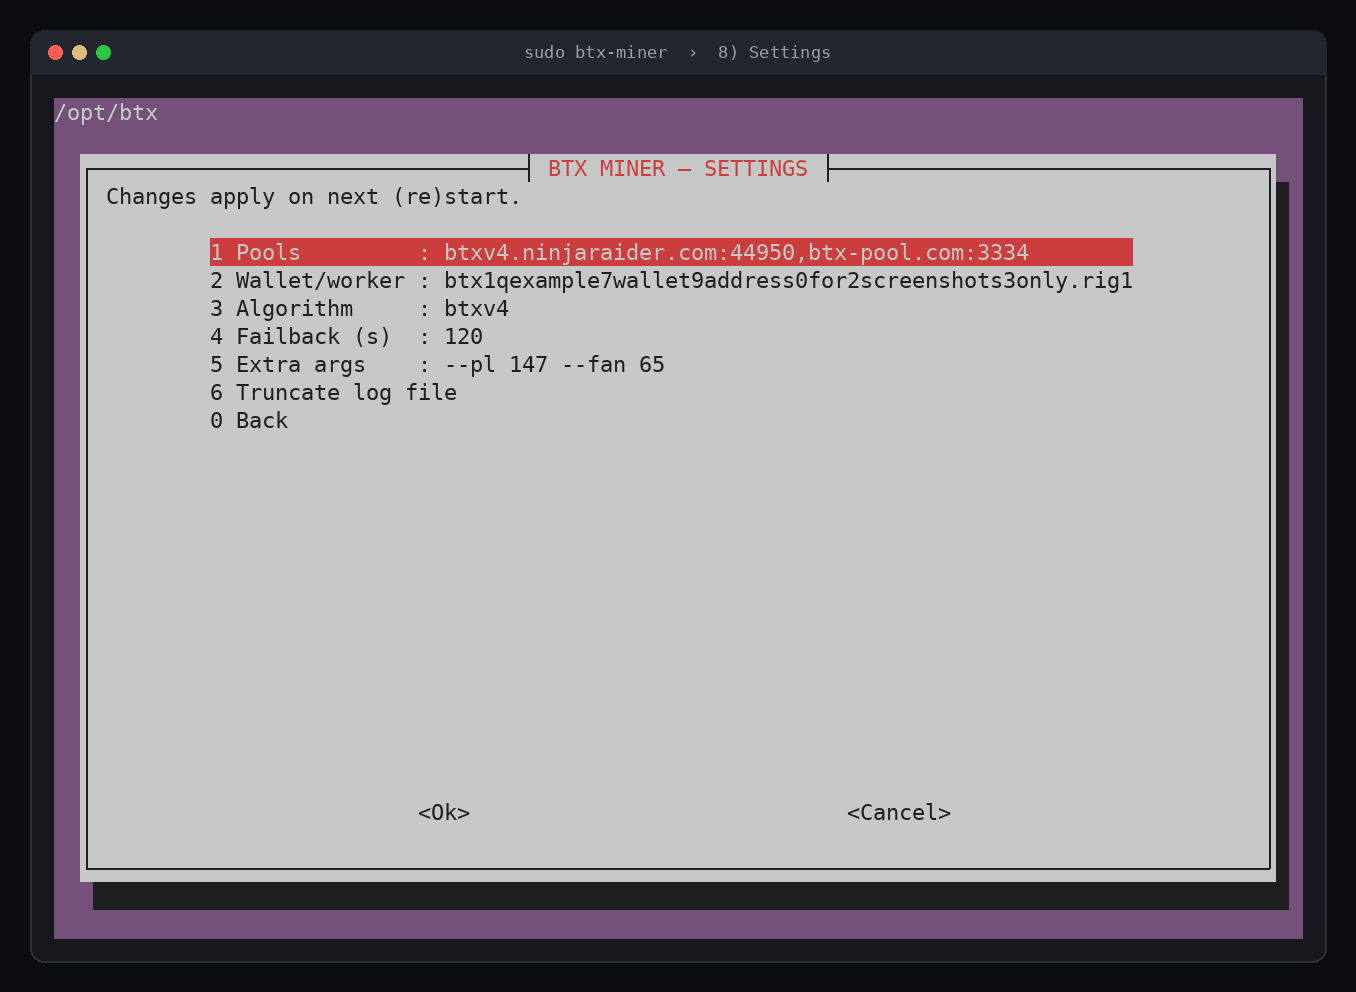 sudo btx-miner › 8) Settings
/opt/btx
BTX MINER — SETTINGS
Changes apply on next (re)start.
1 Pools : btxv4.ninjaraider.com:44950,btx-pool.com:3334
2 Wallet/worker : btx1qexample7wallet9address0for2screenshots3only.rig1
3 Algorithm : btxv4
4 Failback (s) : 120
5 Extra args : --pl 147 --fan 65
6 Truncate log file
0 Back
<Ok> <Cancel>